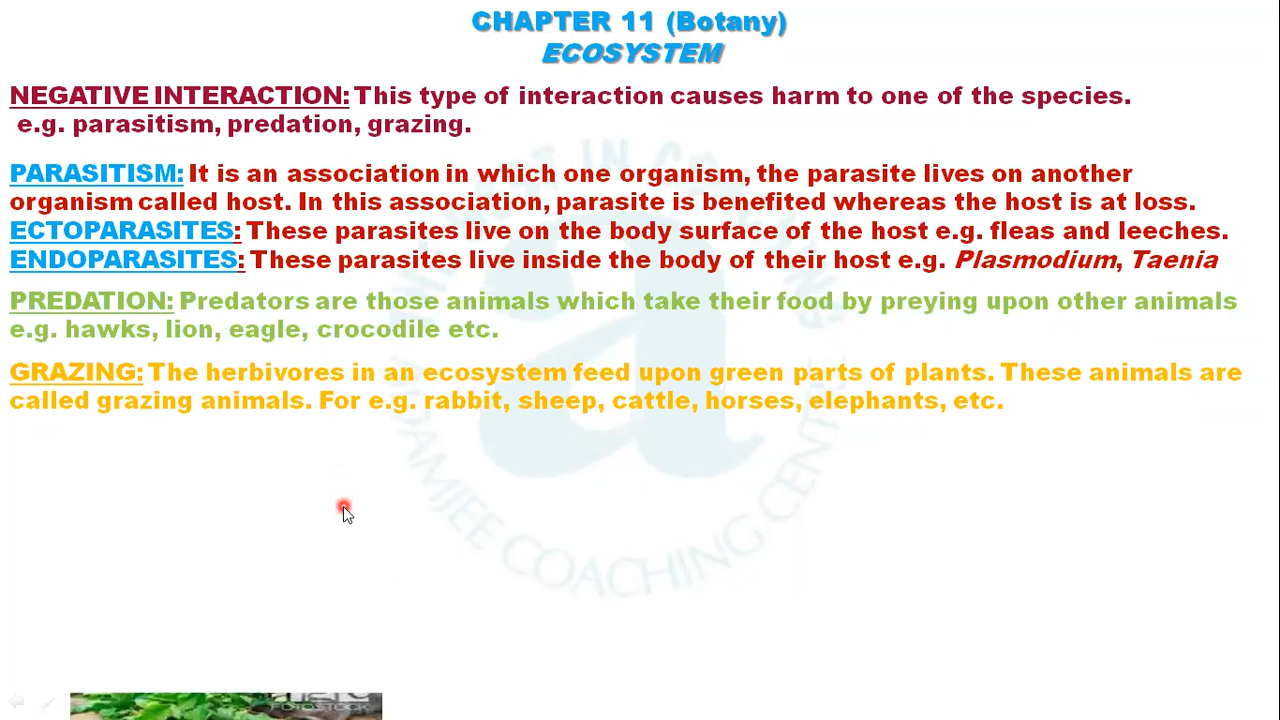 CHAPTER 11 (Botany)
ECOSYSTEM
NEGATIVE INTERACTION: This type of interaction causes harm to one of the species.
e.g. parasitism, predation, grazing.
PARASITISM: It is an association in which one organism, the parasite lives on another
organism called host. In this association, parasite is benefited whereas the host is at loss.
ECTOPARASITES: These parasites live on the body surface of the host e.g. fleas and leeches.
ENDOPARASITES: These parasites live inside the body of their host e.g. Plasmodium, Taenia
PREDATION: Predators are those animals which take their food by preying upon other animals
e.g. hawks, lion, eagle, crocodile etc.
GRAZING: The herbivores in an ecosystem feed upon green parts of plants. These animals are
called grazing animals. For e.g. rabbit, sheep, cattle, horses, elephants, etc.
ADAMJEE COACHING CENTRE
FOTOSTOCK